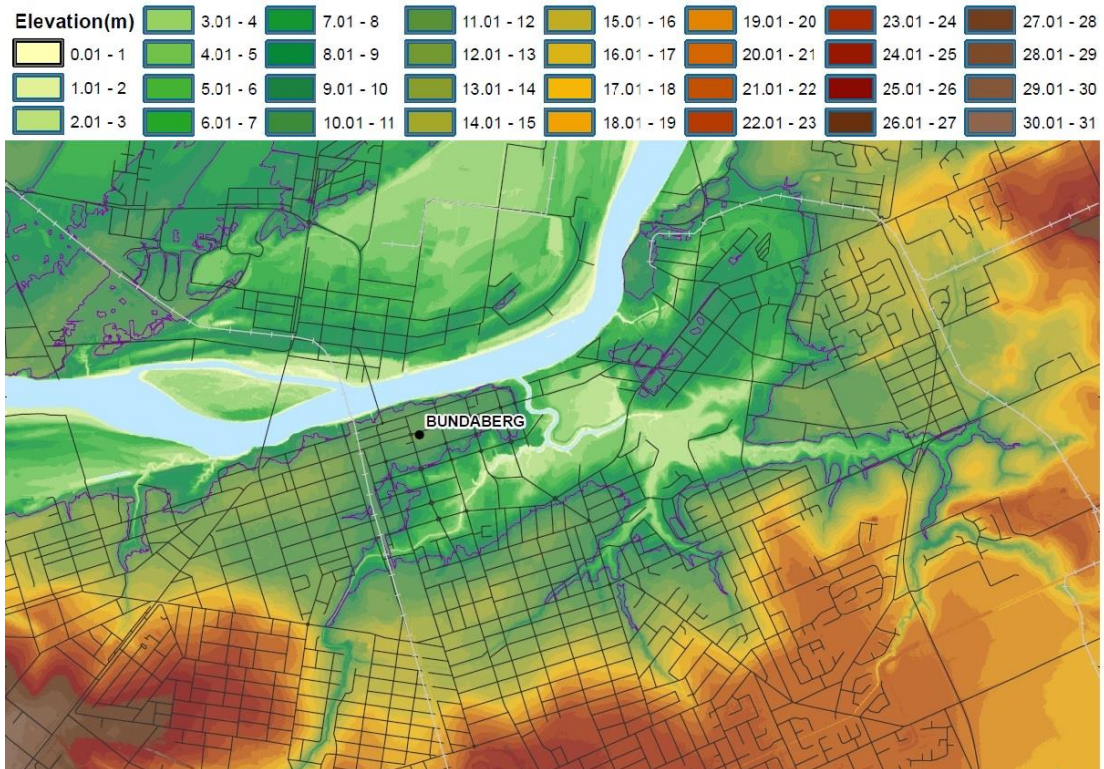 Elevation(m)
0.01 - 1
1.01 - 2
2.01 - 3
3.01 - 4
4.01 - 5
5.01 - 6
6.01 - 7
7.01 - 8
8.01 - 9
9.01 - 10
10.01 - 11
11.01 - 12
12.01 - 13
13.01 - 14
14.01 - 15
15.01 - 16
16.01 - 17
17.01 - 18
18.01 - 19
19.01 - 20
20.01 - 21
21.01 - 22
22.01 - 23
23.01 - 24
24.01 - 25
25.01 - 26
26.01 - 27
27.01 - 28
28.01 - 29
29.01 - 30
30.01 - 31
BUNDABERG